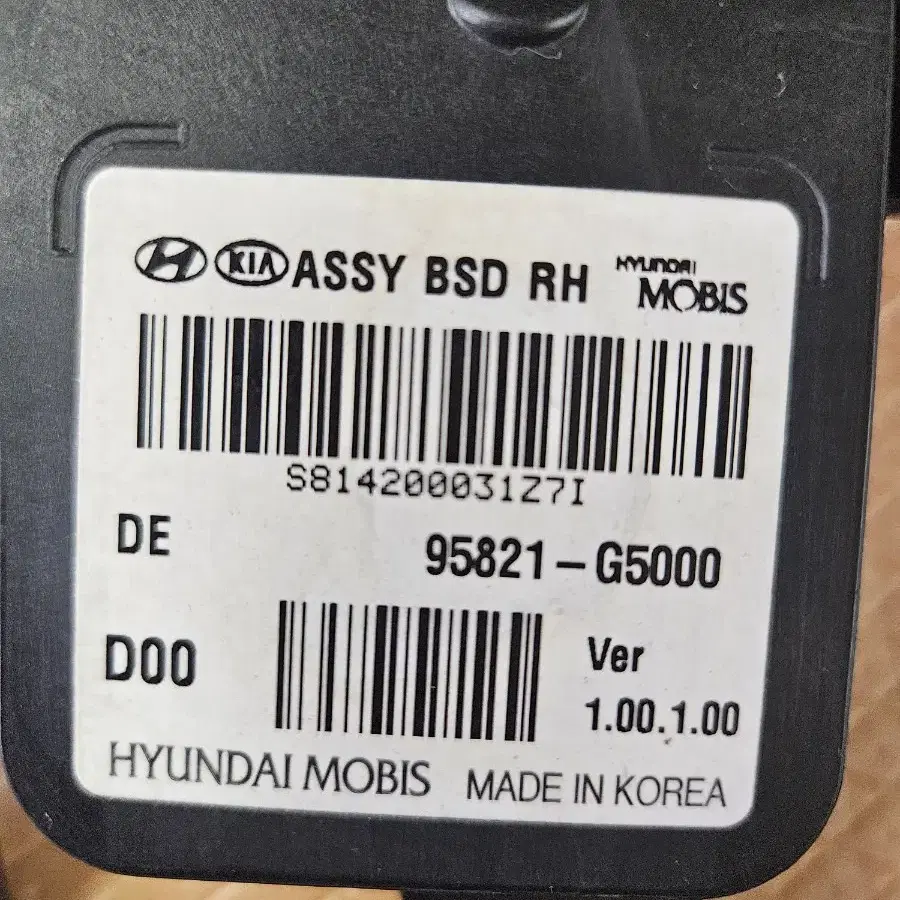 KIA ASSY BSD RH HYUNDAI MOBIS
S814200031Z7I
DE 95821-G5000
D00 Ver 1.00.1.00
HYUNDAI MOBIS MADE IN KOREA